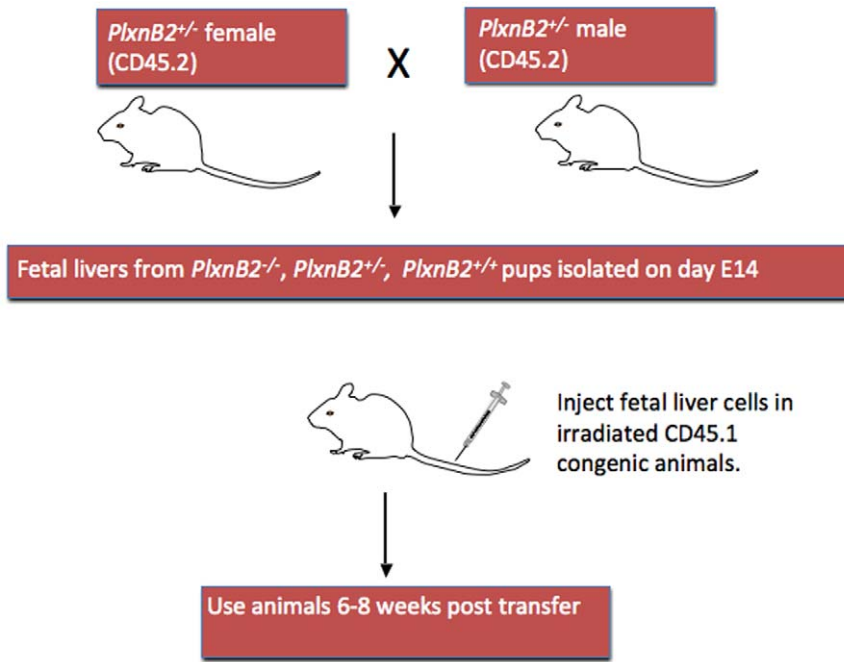 PlxnB2+/- female
(CD45.2)
X
PlxnB2+/- male
(CD45.2)
Fetal livers from PlxnB2-/-, PlxnB2+/-, PlxnB2+/+ pups isolated on day E14
Inject fetal liver cells in
irradiated CD45.1
congenic animals.
Use animals 6-8 weeks post transfer